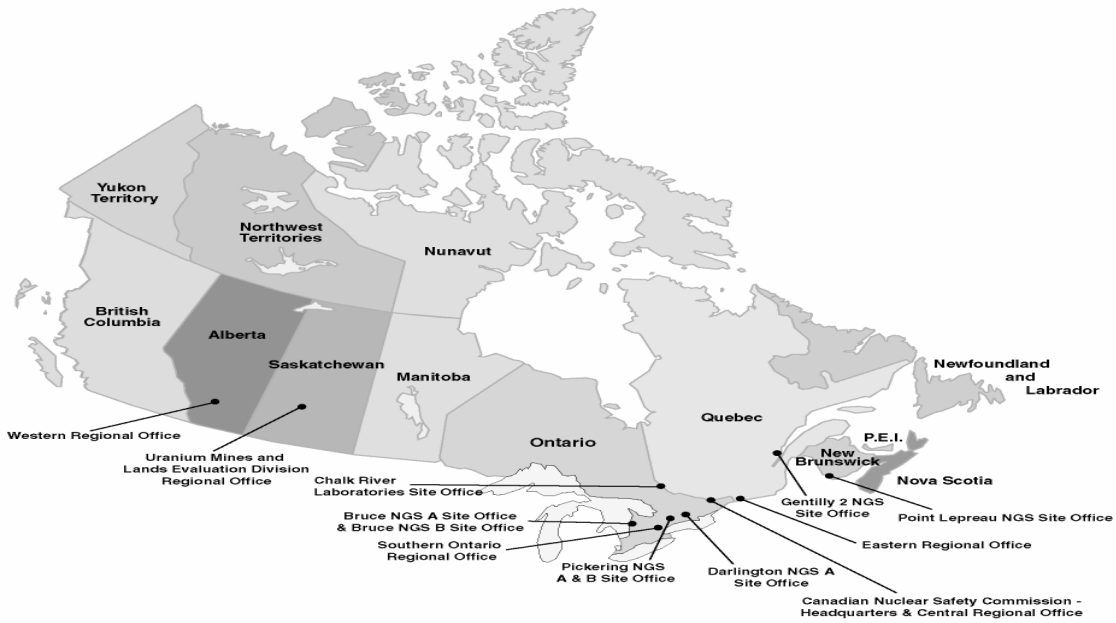 Yukon
Territory
Northwest
Territories
Nunavut
British
Columbia
Alberta
Saskatchewan
Manitoba
Newfoundland
and
Labrador
Quebec
Ontario
P.E.I.
New
Brunswick
Nova Scotia
Western Regional Office
Uranium Mines and
Lands Evaluation Division
Regional Office
Chalk River
Laboratories Site Office
Bruce NGS A Site Office
& Bruce NGS B Site Office
Southern Ontario
Regional Office
Pickering NGS
A & B Site Office
Darlington NGS A
Site Office
Gentilly 2 NGS
Site Office
Point Lepreau NGS Site Office
Eastern Regional Office
Canadian Nuclear Safety Commission -
Headquarters & Central Regional Office